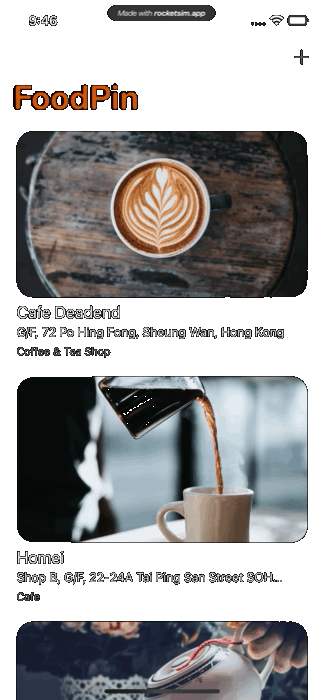 9:46
Made with rocketsim.app
FoodPin
Cafe Deadend
G/F, 72 Po Hing Fong, Sheung Wan, Hong Kong
Coffee & Tea Shop
Homei
Shop B, G/F, 22-24A Tai Ping San Street SOH...
Cafe